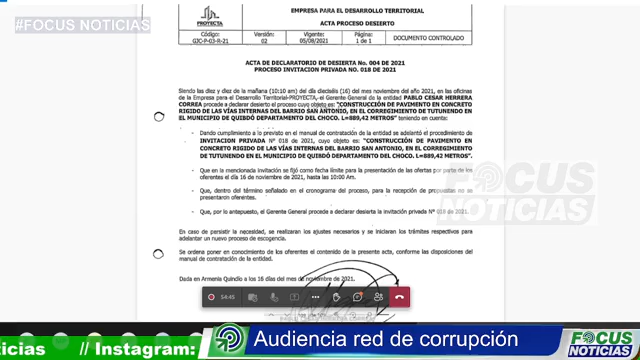 #FOCUS NOTICIAS
PROYECTA
EMPRESA PARA EL DESARROLLO TERRITORIAL
ACTA PROCESO DESIERTO
Código:
GJC-P-03-R-21
Versión:
02
Vigente:
05/08/2021
Página:
1 de 1
DOCUMENTO CONTROLADO
ACTA DE DECLARATORIO DE DESIERTA No. 004 DE 2021
PROCESO INVITACION PRIVADA NO. 018 DE 2021
Siendo las diez y diez de la mañana (10:10 am) del día dieciséis (16) del mes noviembre del año 2021, en las oficinas
de la Empresa para el Desarrollo Territorial-PROYECTA, el Gerente General de la entidad PABLO CESAR HERRERA
CORREA procede a declarar desierto el proceso cuyo objeto es: "CONSTRUCCIÓN DE PAVIMENTO EN CONCRETO
RIGIDO DE LAS VÍAS INTERNAS DEL BARRIO SAN ANTONIO, EN EL CORREGIMIENTO DE TUTUNENDO EN EL
MUNICIPIO DE QUIBDÓ DEPARTAMENTO DEL CHOCO. L=889,42 METROS" teniendo en cuenta:
- Dando cumplimiento a lo previsto en el manual de contratación de la entidad se adelantó el procedimiento de
INVITACION PRIVADA N° 018 DE 2021, cuyo objeto es: "CONSTRUCCIÓN DE PAVIMENTO EN CONCRETO
RIGIDO DE LAS VÍAS INTERNAS DEL BARRIO SAN ANTONIO, EN EL CORREGIMIENTO DE TUTUNENDO
EN EL MUNICIPIO DE QUIBDÓ DEPARTAMENTO DEL CHOCO. L=889,42 METROS".
- Que en la mencionada invitación se fijó como fecha límite para la presentación de las ofertas por parte de los
oferentes el día 16 de noviembre de 2021, hasta las 10:00 Am.
- Que, dentro del término señalado en el cronograma del proceso, para la recepción de propuestas no se
presentaron oferentes.
- Que, por lo antepuesto, el Gerente General procede a declarar desierta la invitación privada N° 018 de 2021.
En caso de persistir la necesidad, se realizaran los ajustes necesarios y se iniciaran los trámites respectivos para
adelantar un nuevo proceso de escogencia.
Se ordena poner en conocimiento de los oferentes el contenido de la presente acta, conforme las disposiciones del
manual de contratación de la entidad.
Dada en Armenia Quindío a los 16 días del mes de noviembre de 2021.
FOCUS
NOTICIAS
54:45
icias // Instagram:
Audiencia red de corrupción
FOCUS
NOTICIAS